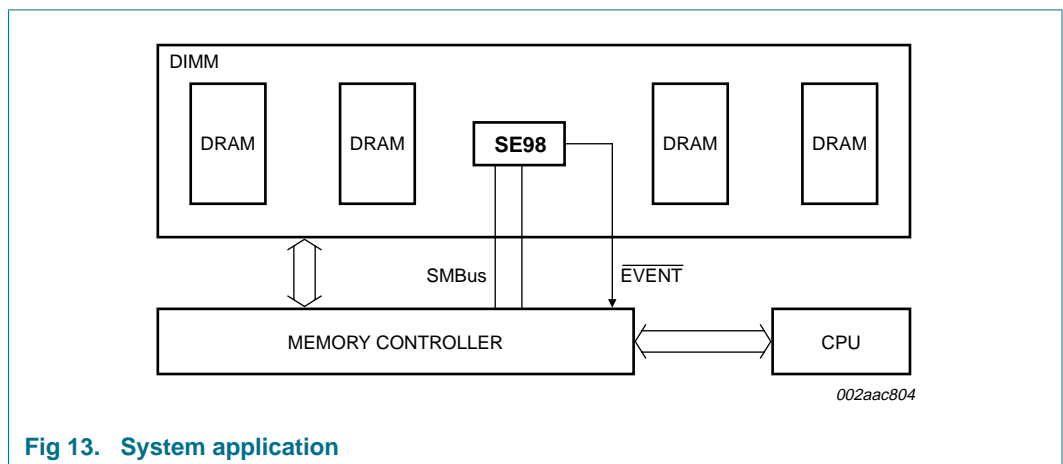 DIMM
DRAM DRAM SE98 DRAM DRAM
SMBus EVENT
MEMORY CONTROLLER CPU
002aac804
Fig 13. System application